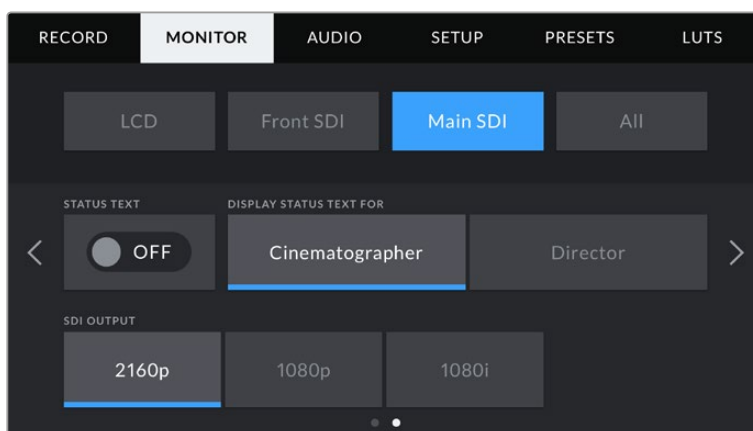 RECORD MONITOR AUDIO SETUP PRESETS LUTS
LCD Front SDI Main SDI All
STATUS TEXT DISPLAY STATUS TEXT FOR
OFF Cinematographer Director
SDI OUTPUT
2160p 1080p 1080i